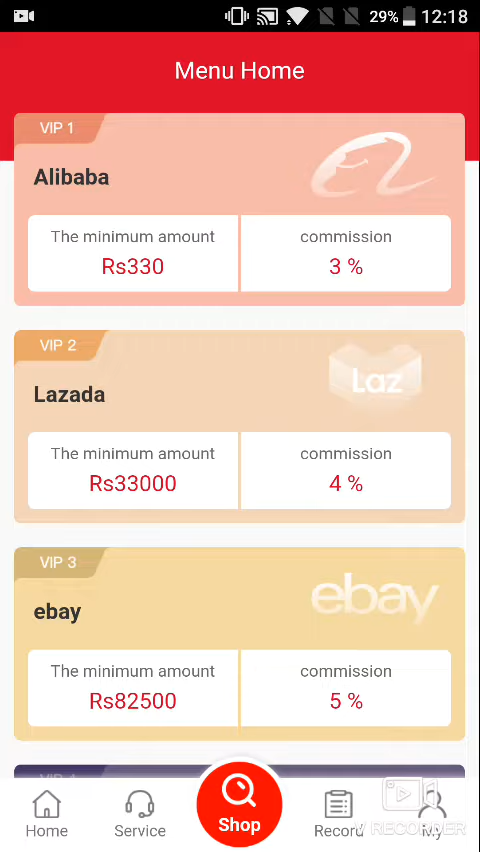 29% 12:18
Menu Home
VIP 1
Alibaba
The minimum amount commission
Rs330 3 %
VIP 2
Laz
Lazada
The minimum amount commission
Rs33000 4 %
VIP 3
ebay
ebay
The minimum amount commission
Rs82500 5 %
Home Service Shop Record My
V RECORDER